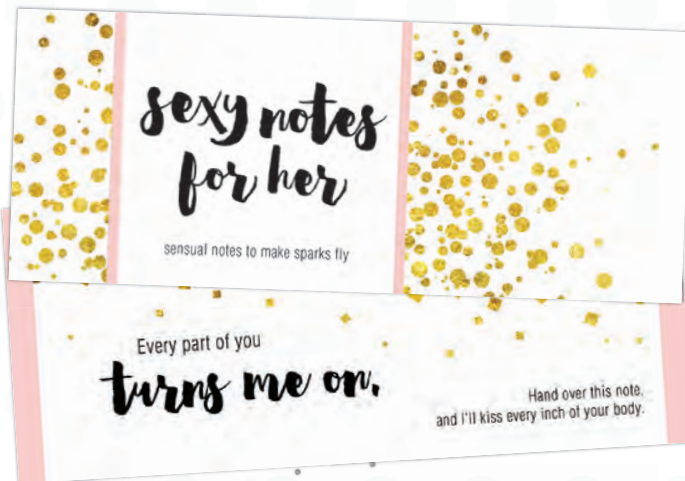 sexy notes
for her
sensual notes to make sparks fly
Every part of you
turns me on.
Hand over this note,
and I'll kiss every inch of your body.